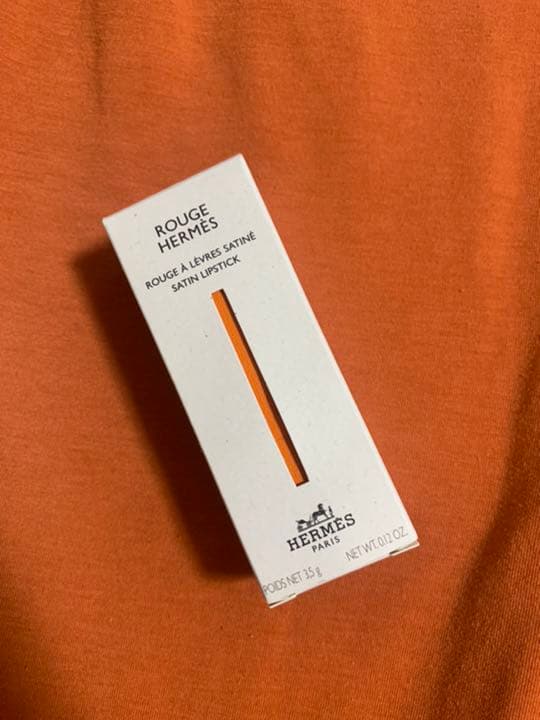 ROUGE
HERMÈS
ROUGE À LÈVRES SATINÉ
SATIN LIPSTICK
HERMÈS
PARIS
POIDS NET 3,5 g NET WT. 0.12 OZ.